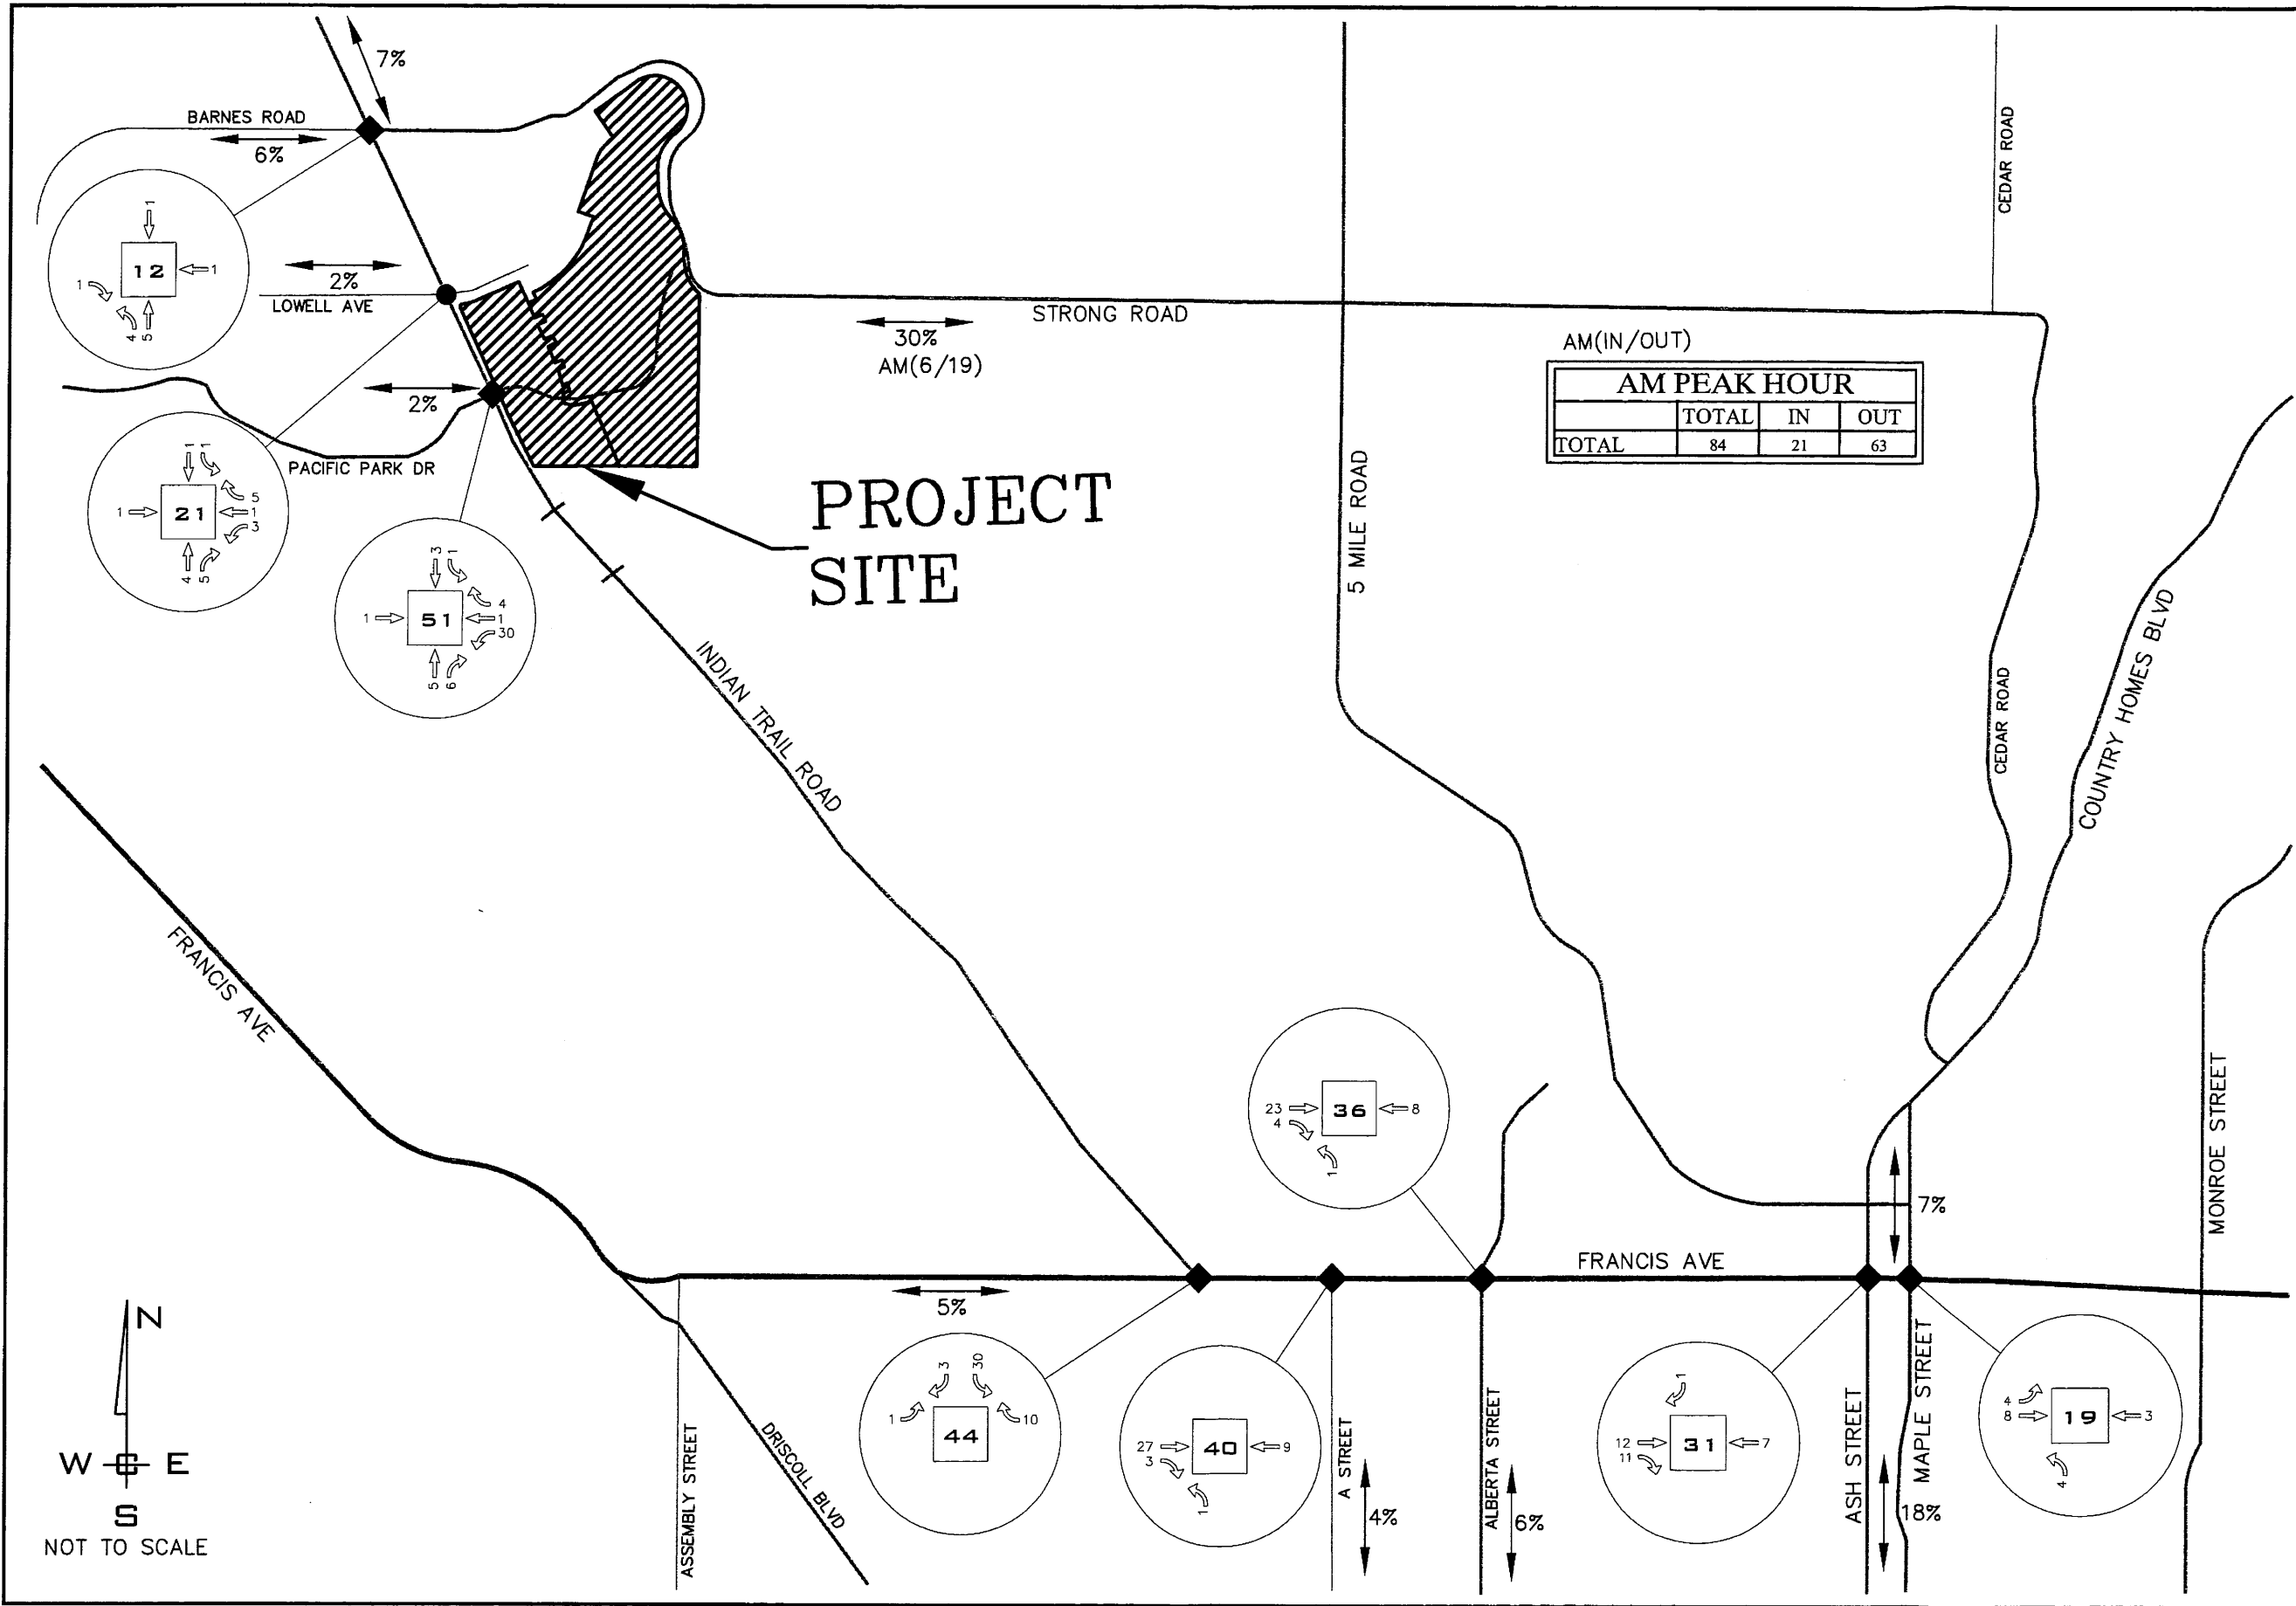 7%
BARNES ROAD
6%
1
12
1
1
4
5
2%
LOWELL AVE
2%
PACIFIC PARK DR
1
1
5
1
21
1
3
4
5
3
1
4
1
51
1
30
5
6
PROJECT
SITE
STRONG ROAD
30%
AM(6/19)
AM(IN/OUT)
AM PEAK HOUR
TOTAL IN OUT
TOTAL 84 21 63
CEDAR ROAD
5 MILE ROAD
CEDAR ROAD
COUNTRY HOMES BLVD
INDIAN TRAIL ROAD
FRANCIS AVE
MONROE STREET
23
4
36
8
1
7%
FRANCIS AVE
5%
3
30
1
10
44
27
3
40
9
1
1
12
11
31
7
4
8
19
3
4
ASSEMBLY STREET
DRISCOLL BLVD
A STREET
4%
ALBERTA STREET
6%
ASH STREET
MAPLE STREET
18%
N
W E
S
NOT TO SCALE